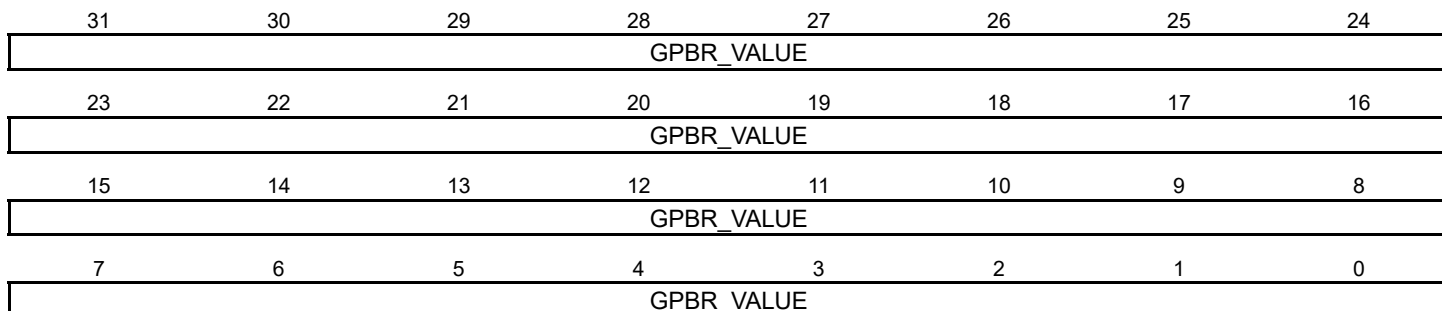 31 30 29 28 27 26 25 24
GPBR_VALUE
23 22 21 20 19 18 17 16
GPBR_VALUE
15 14 13 12 11 10 9 8
GPBR_VALUE
7 6 5 4 3 2 1 0
GPBR_VALUE